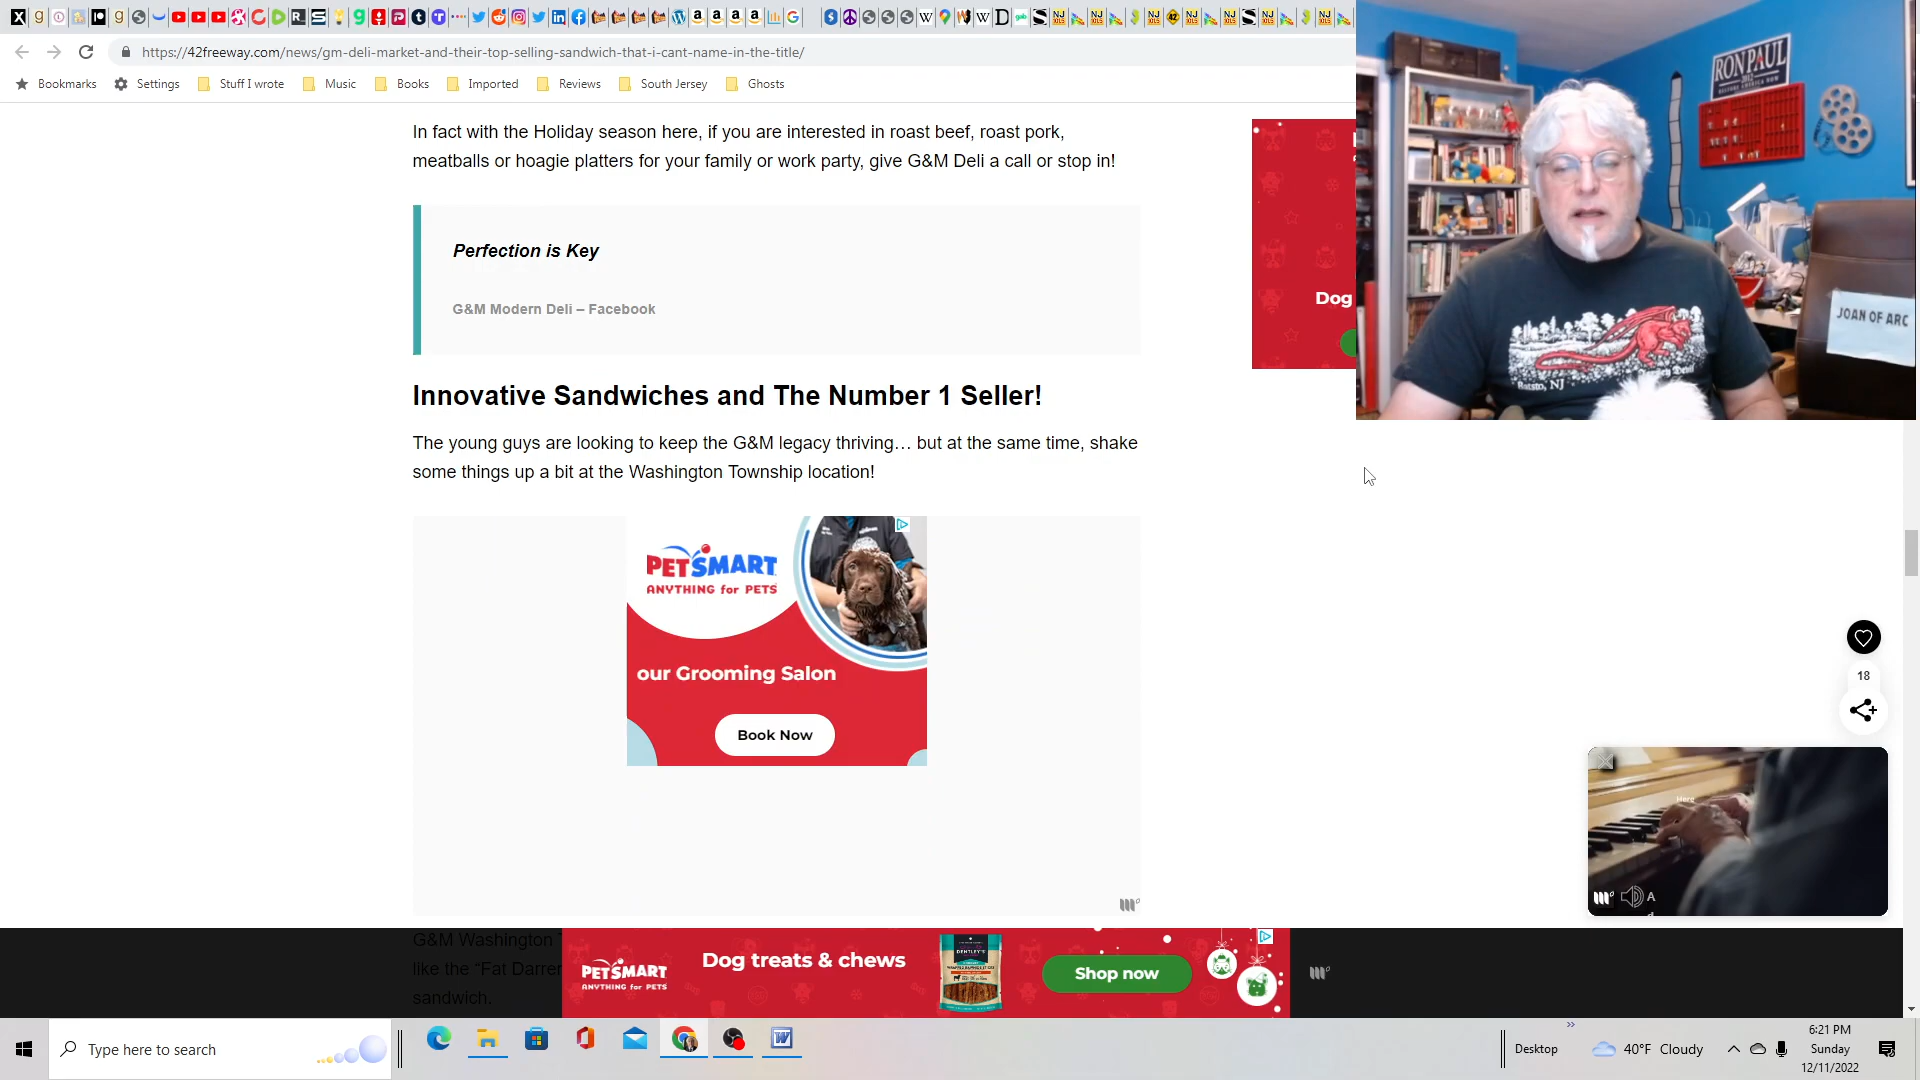 https://42freeway.com/news/gm-deli-market-and-their-top-selling-sandwich-that-i-cant-name-in-the-title/
Bookmarks Settings Stuff I wrote Music Books Imported Reviews South Jersey Ghosts
RON PAUL
2012
JOAN OF ARC
Batsto, NJ
In fact with the Holiday season here, if you are interested in roast beef, roast pork,
meatballs or hoagie platters for your family or work party, give G&M Deli a call or stop in!
Perfection is Key
G&M Modern Deli – Facebook
Dog
Innovative Sandwiches and The Number 1 Seller!
The young guys are looking to keep the G&M legacy thriving… but at the same time, shake
some things up a bit at the Washington Township location!
PETSMART
ANYTHING for PETS
our Grooming Salon
Book Now
18
Here
A
G&M Washington
like the “Fat Darren
sandwich.
PETSMART
ANYTHING for PETS
Dog treats & chews
DENTLEY'S
Shop now
Type here to search
Desktop
40°F Cloudy
6:21 PM
Sunday
12/11/2022